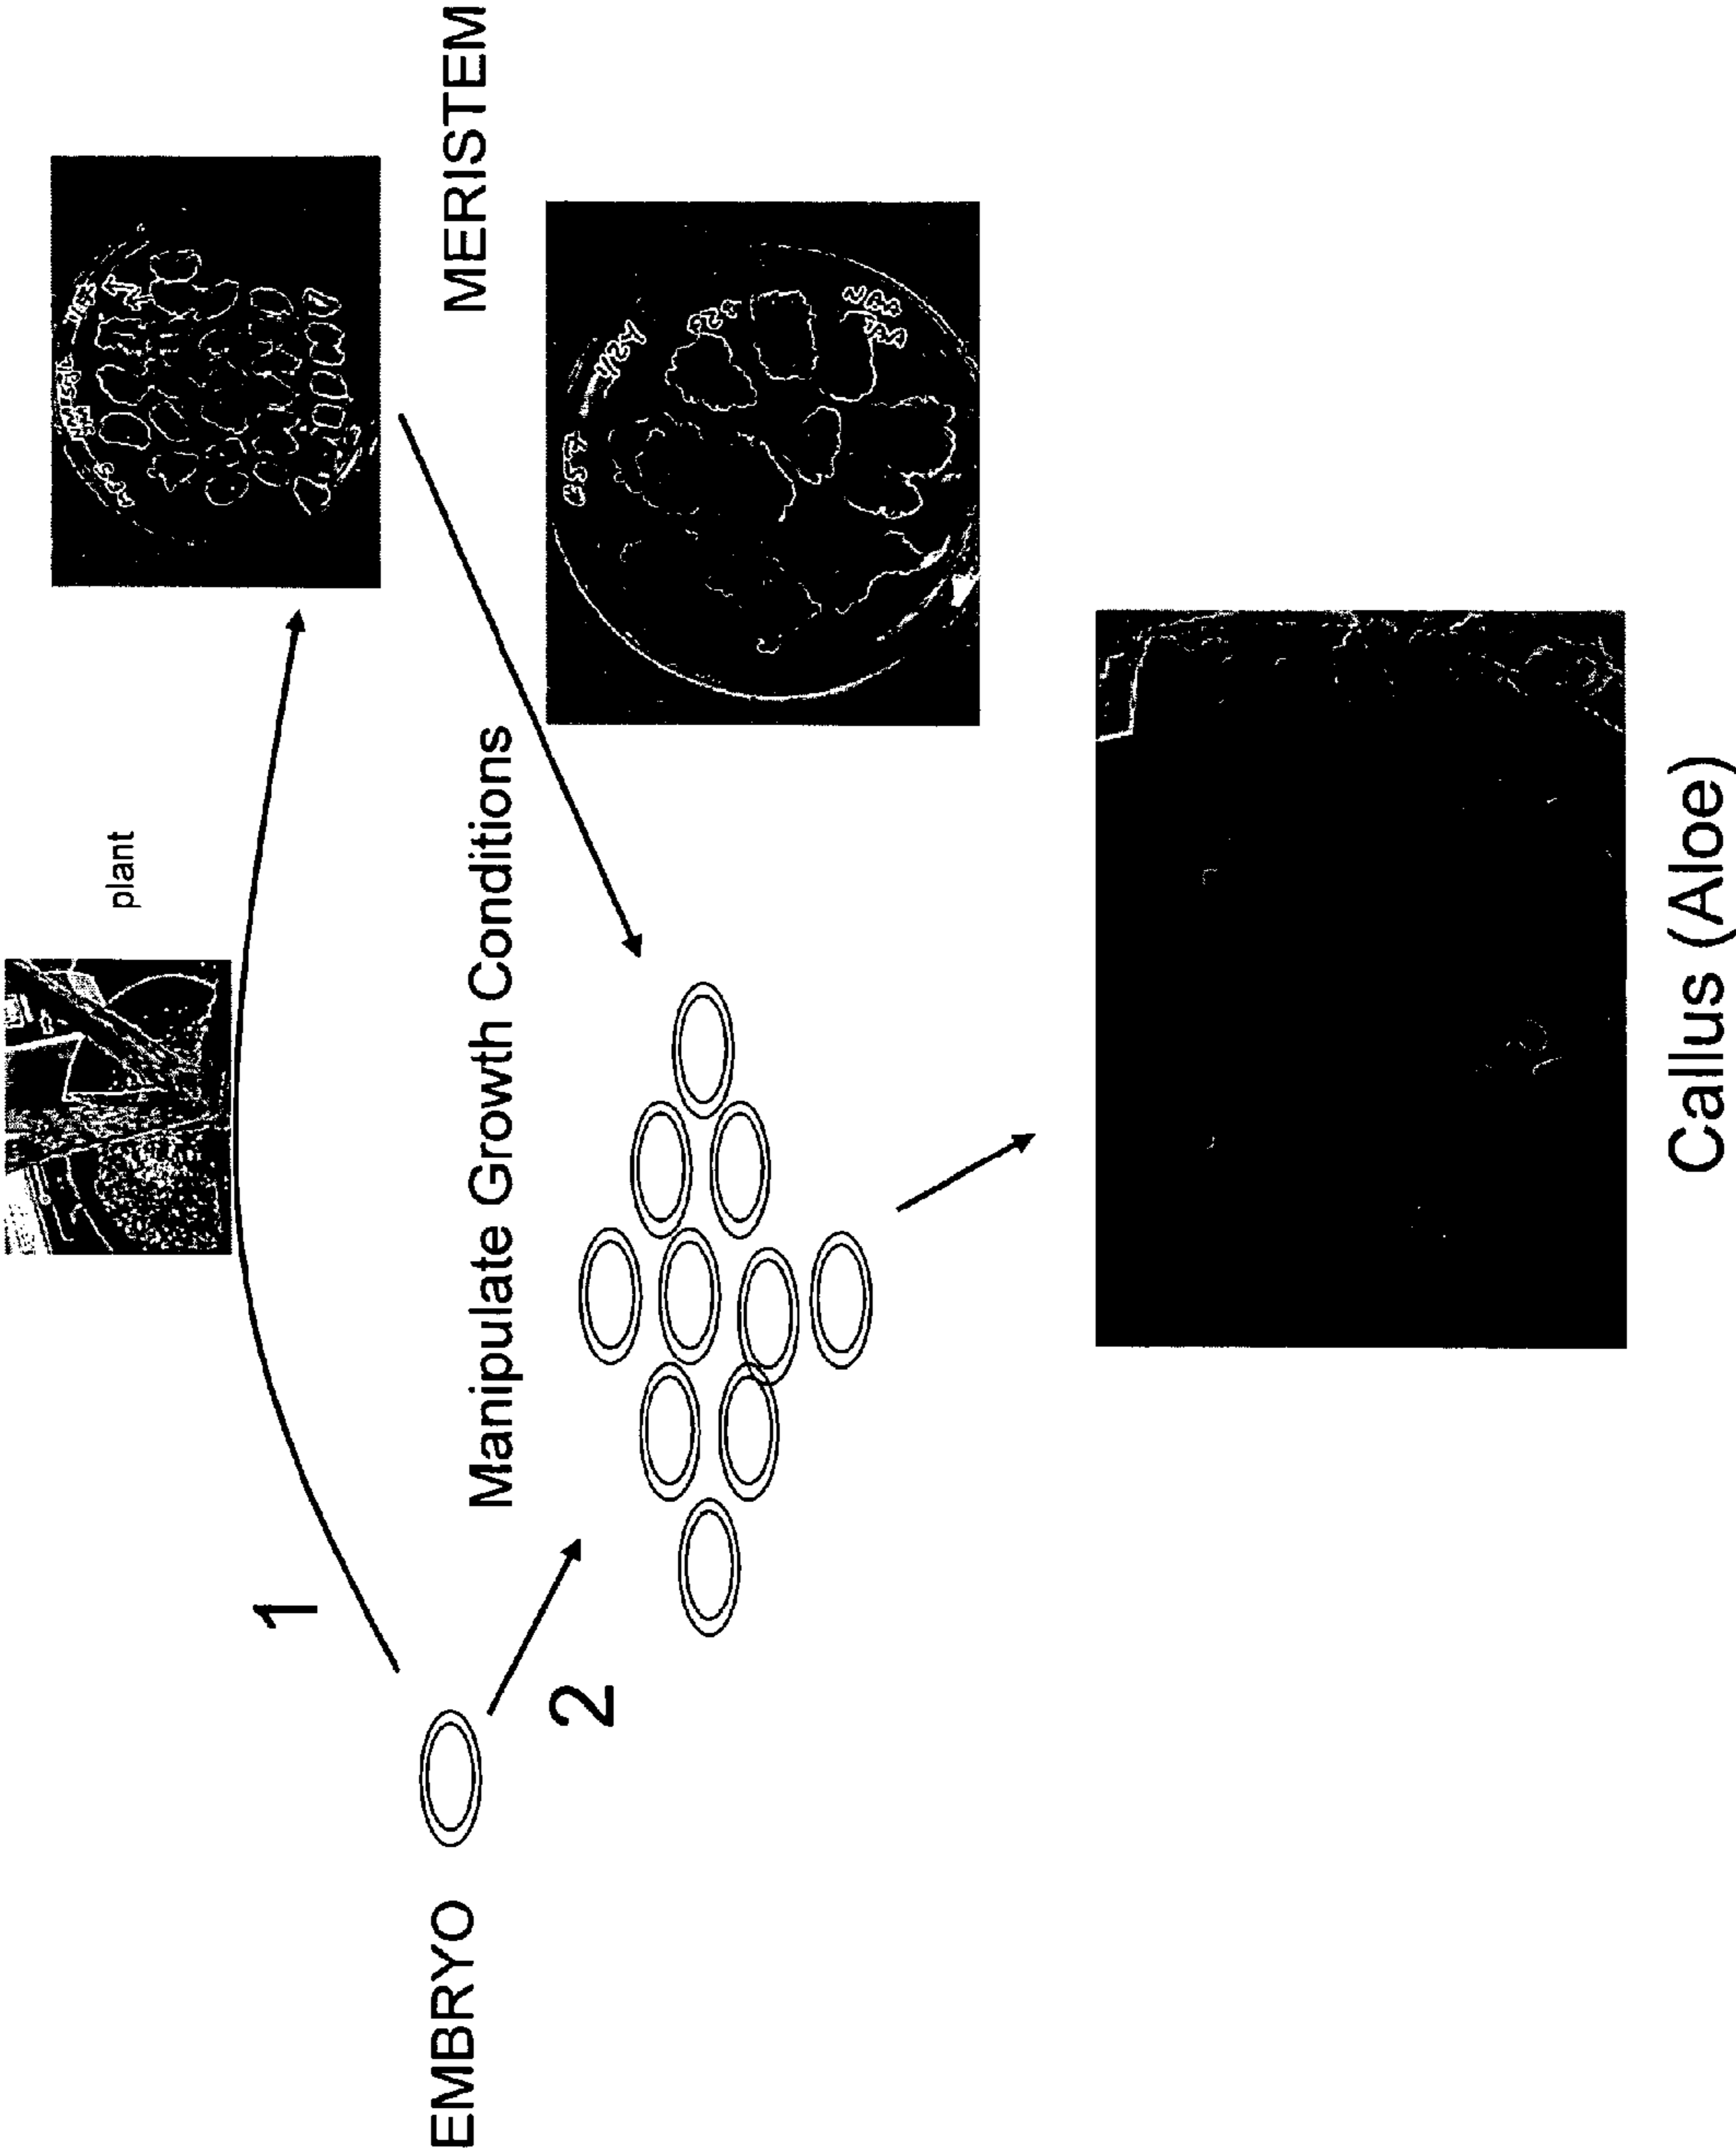 plant
1
MERISTEM
EMBRYO
Manipulate Growth Conditions
2
Callus (Aloe)